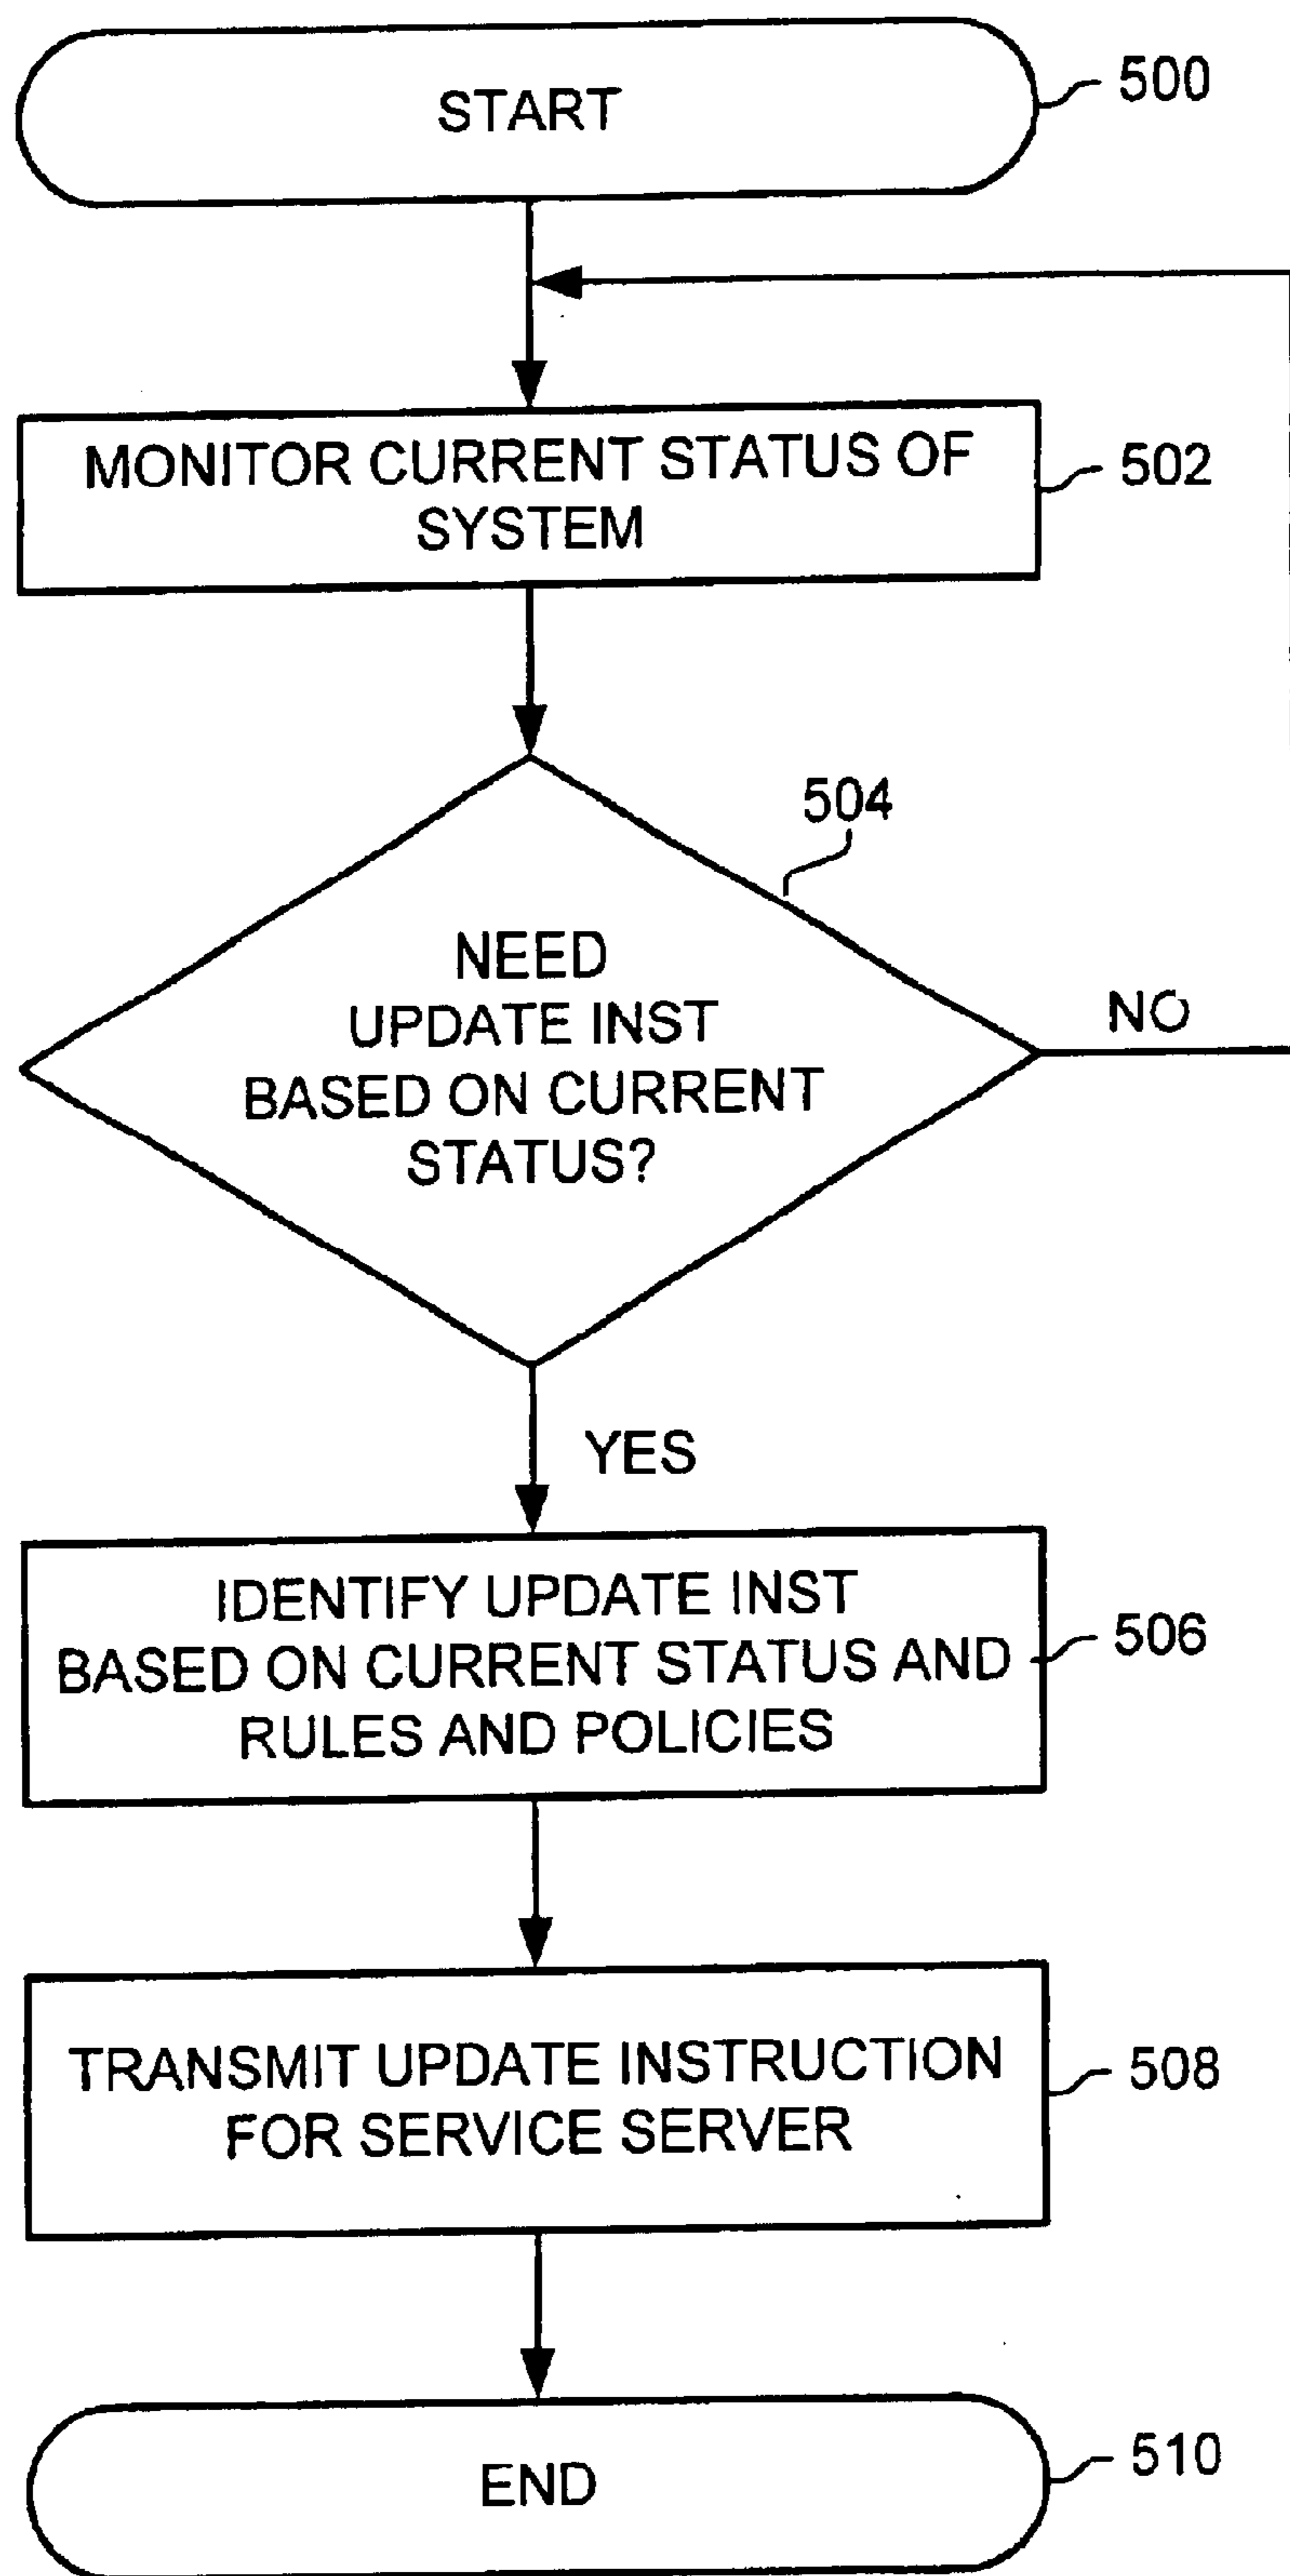 START
500
MONITOR CURRENT STATUS OF
SYSTEM
502
504
NEED
UPDATE INST
BASED ON CURRENT
STATUS?
NO
YES
IDENTIFY UPDATE INST
BASED ON CURRENT STATUS AND
RULES AND POLICIES
506
TRANSMIT UPDATE INSTRUCTION
FOR SERVICE SERVER
508
END
510